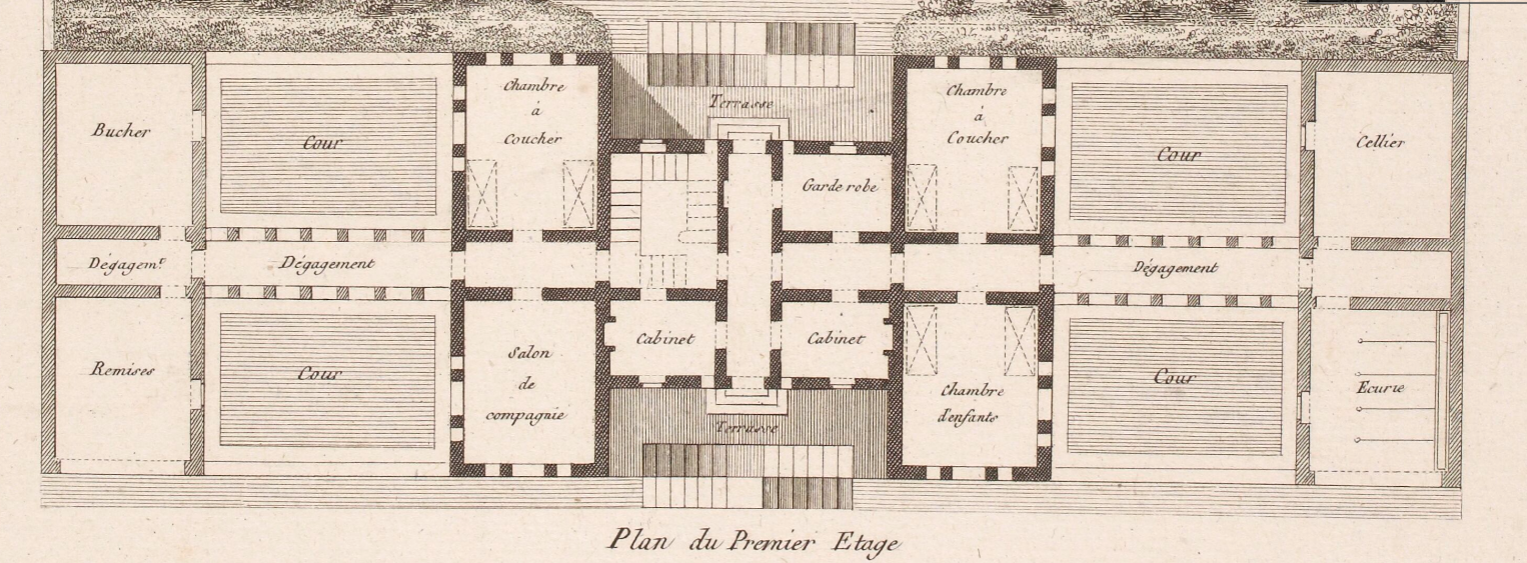 Chambre
à
Coucher
Terrasse
Chambre
à
Coucher
Bucher
Cour
Cour
Cellier
Garde robe
Dégagem.t
Dégagement
Dégagement
Cabinet
Cabinet
Salon
de
compagnie
Remises
Cour
Cour
Ecurie
Chambre
d'enfants
Terrasse
Plan du Premier Etage